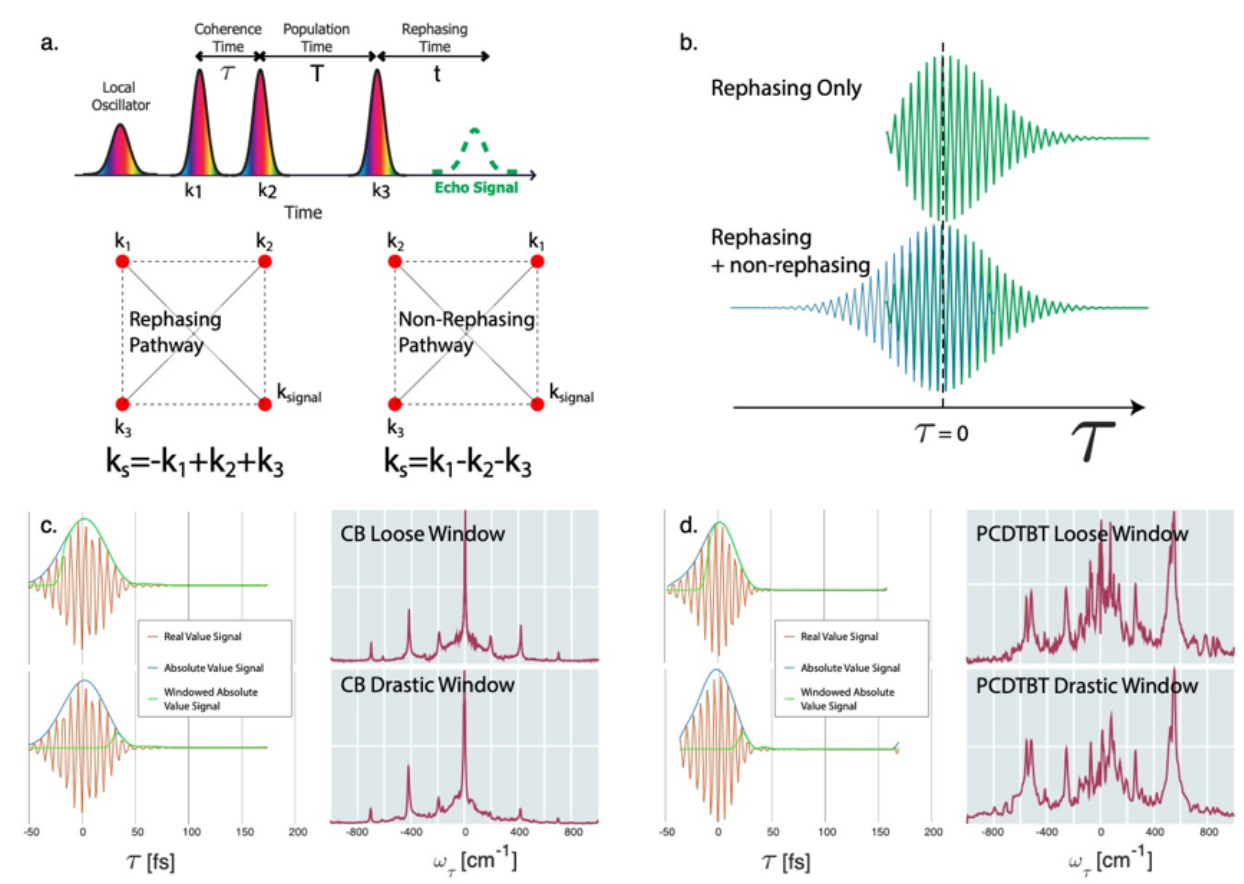 a.
Coherence
Time
τ
Population
Time
T
Rephasing
Time
t
Local
Oscillator
k1
k2
k3
Echo Signal
Time
k₁
k₂
Rephasing
Pathway
k₃
kₛᵢgₙₐₗ
kₛ=-k₁+k₂+k₃
k₂
k₁
Non-Rephasing
Pathway
k₃
kₛᵢgₙₐₗ
kₛ=k₁-k₂-k₃
b.
Rephasing Only
Rephasing
+ non-rephasing
τ = 0
τ
c.
Real Value Signal
Absolute Value Signal
Windowed Absolute
Value Signal
-50
0
50
100
150
200
τ [fs]
CB Loose Window
CB Drastic Window
-800
-400
0
400
800
ω_τ [cm⁻¹]
d.
Real Value Signal
Absolute Value Signal
Windowed Absolute
Value Signal
-50
0
50
100
150
200
τ [fs]
PCDTBT Loose Window
PCDTBT Drastic Window
-800
-400
0
400
800
ω_τ [cm⁻¹]